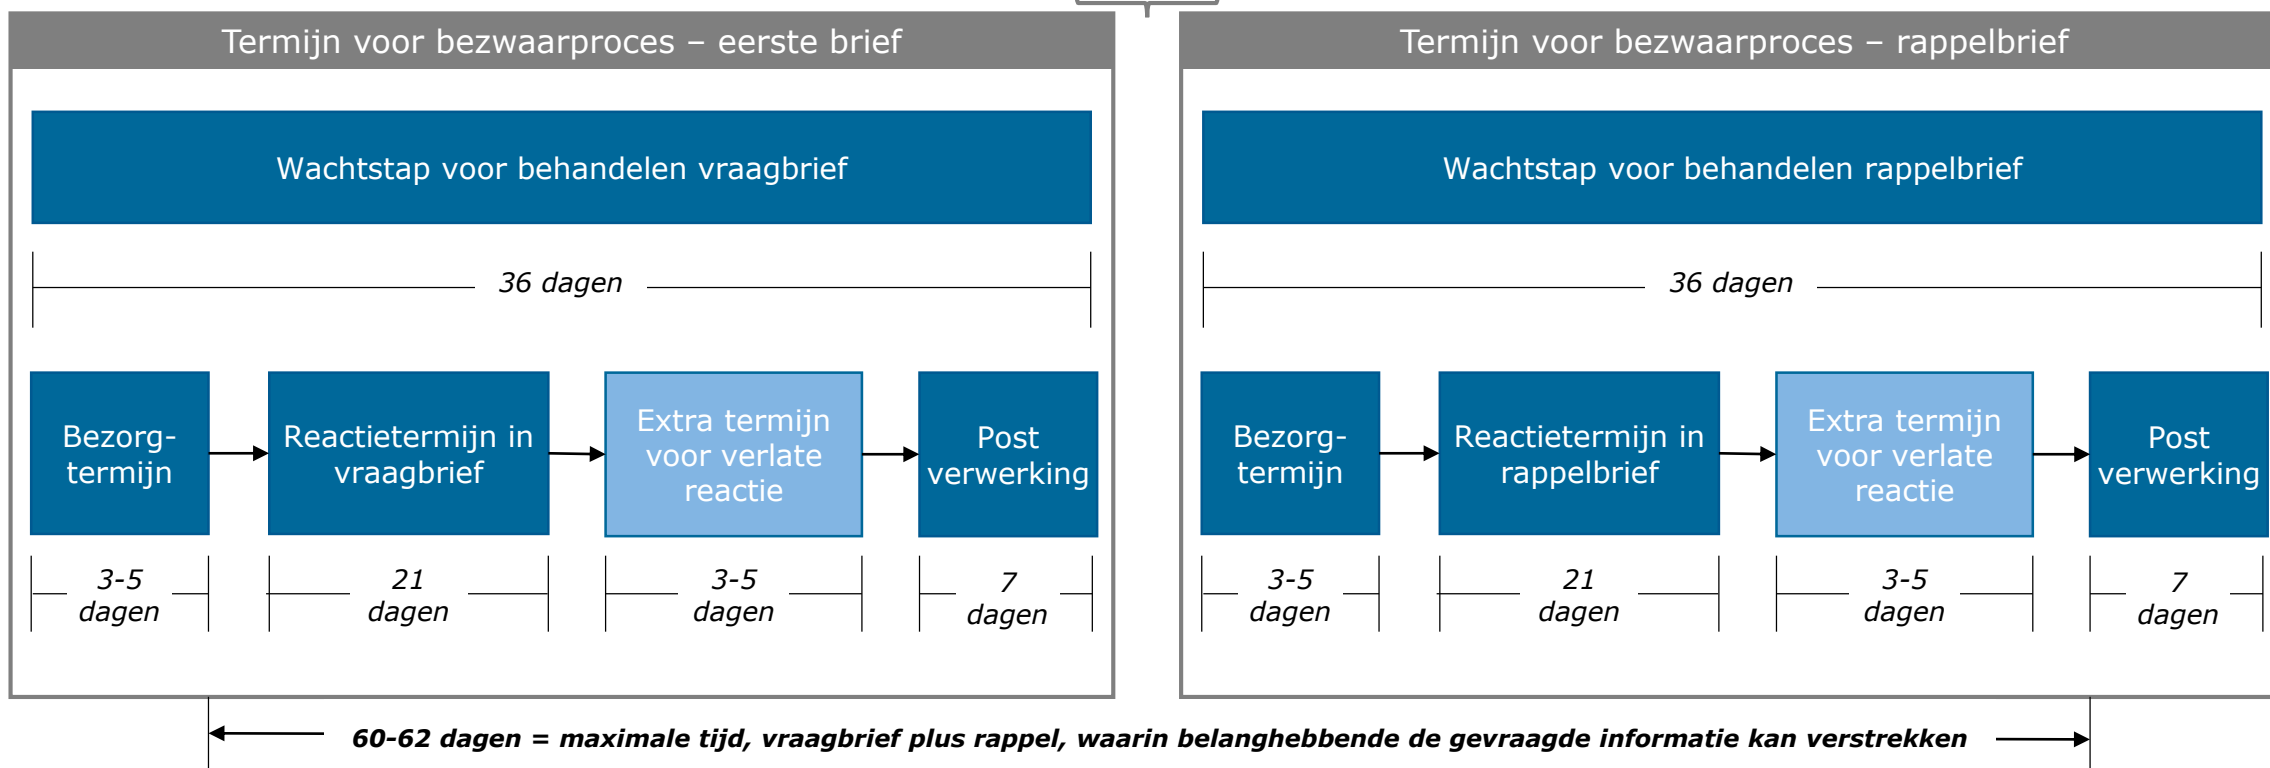 Termijn voor bezwaarproces – eerste brief
Wachtstap voor behandelen vraagbrief
36 dagen
Bezorg-
termijn
Reactietermijn in
vraagbrief
Extra termijn
voor verlate
reactie
Post
verwerking
3-5
dagen
21
dagen
3-5
dagen
7
dagen
Termijn voor bezwaarproces – rappelbrief
Wachtstap voor behandelen rappelbrief
36 dagen
Bezorg-
termijn
Reactietermijn in
rappelbrief
Extra termijn
voor verlate
reactie
Post
verwerking
3-5
dagen
21
dagen
3-5
dagen
7
dagen
60-62 dagen = maximale tijd, vraagbrief plus rappel, waarin belanghebbende de gevraagde informatie kan verstrekken